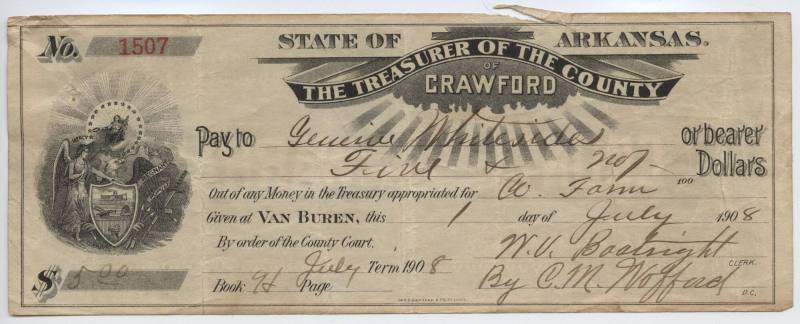 No. 1507
STATE OF ARKANSAS.
THE TREASURER OF THE COUNTY
OF
CRAWFORD
Pay to Whitesides or bearer
Five & no/100 Dollars
Out of any Money in the Treasury appropriated for Co. Farm
Given at VAN BUREN, this 1 day of July 1908
By order of the County Court. W. V. Boatright CLERK.
July Term 1908
Book H Page By C. M. Wofford D.C.
$ 5.00